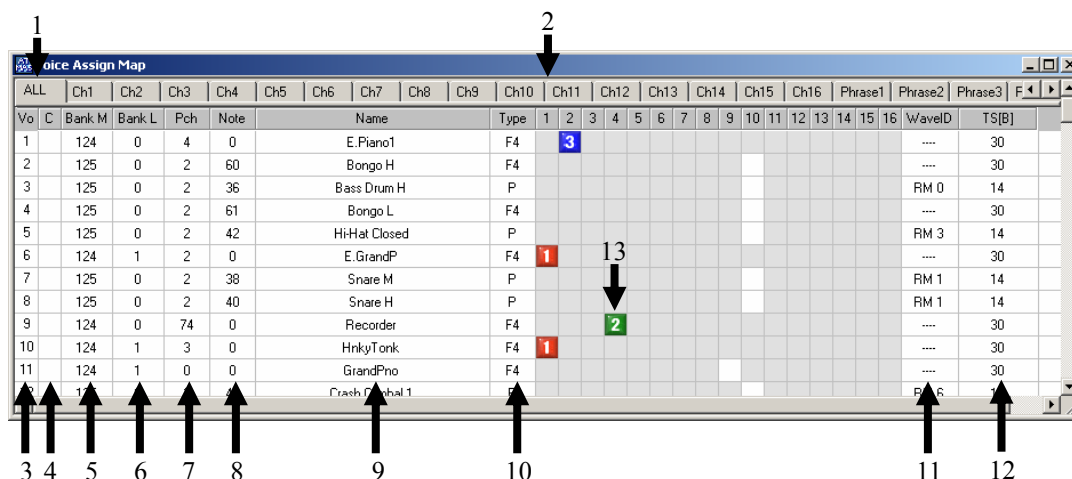 1 2
oice Assign Map
ALL Ch1 Ch2 Ch3 Ch4 Ch5 Ch6 Ch7 Ch8 Ch9 Ch10 Ch11 Ch12 Ch13 Ch14 Ch15 Ch16 Phrase1 Phrase2 Phrase3 F
Vo C Bank M Bank L Pch Note Name Type 1 2 3 4 5 6 7 8 9 10 11 12 13 14 15 16 WaveID TS[B]
1 124 0 4 0 E.Piano1 F4 3 ---- 30
2 125 0 2 60 Bongo H F4 ---- 30
3 125 0 2 36 Bass Drum H P RM 0 14
4 125 0 2 61 Bongo L F4 ---- 30
5 125 0 2 42 Hi-Hat Closed P RM 3 14
6 124 1 2 0 E.GrandP F4 1 ---- 30
13
7 125 0 2 38 Snare M P RM 1 14
8 125 0 2 40 Snare H P RM 1 14
9 124 0 74 0 Recorder F4 2 ---- 30
10 124 1 3 0 HnkyTonk F4 1 ---- 30
11 124 1 0 0 GrandPno F4 ---- 30
Crash 1
3 4 5 6 7 8 9 10 11 12